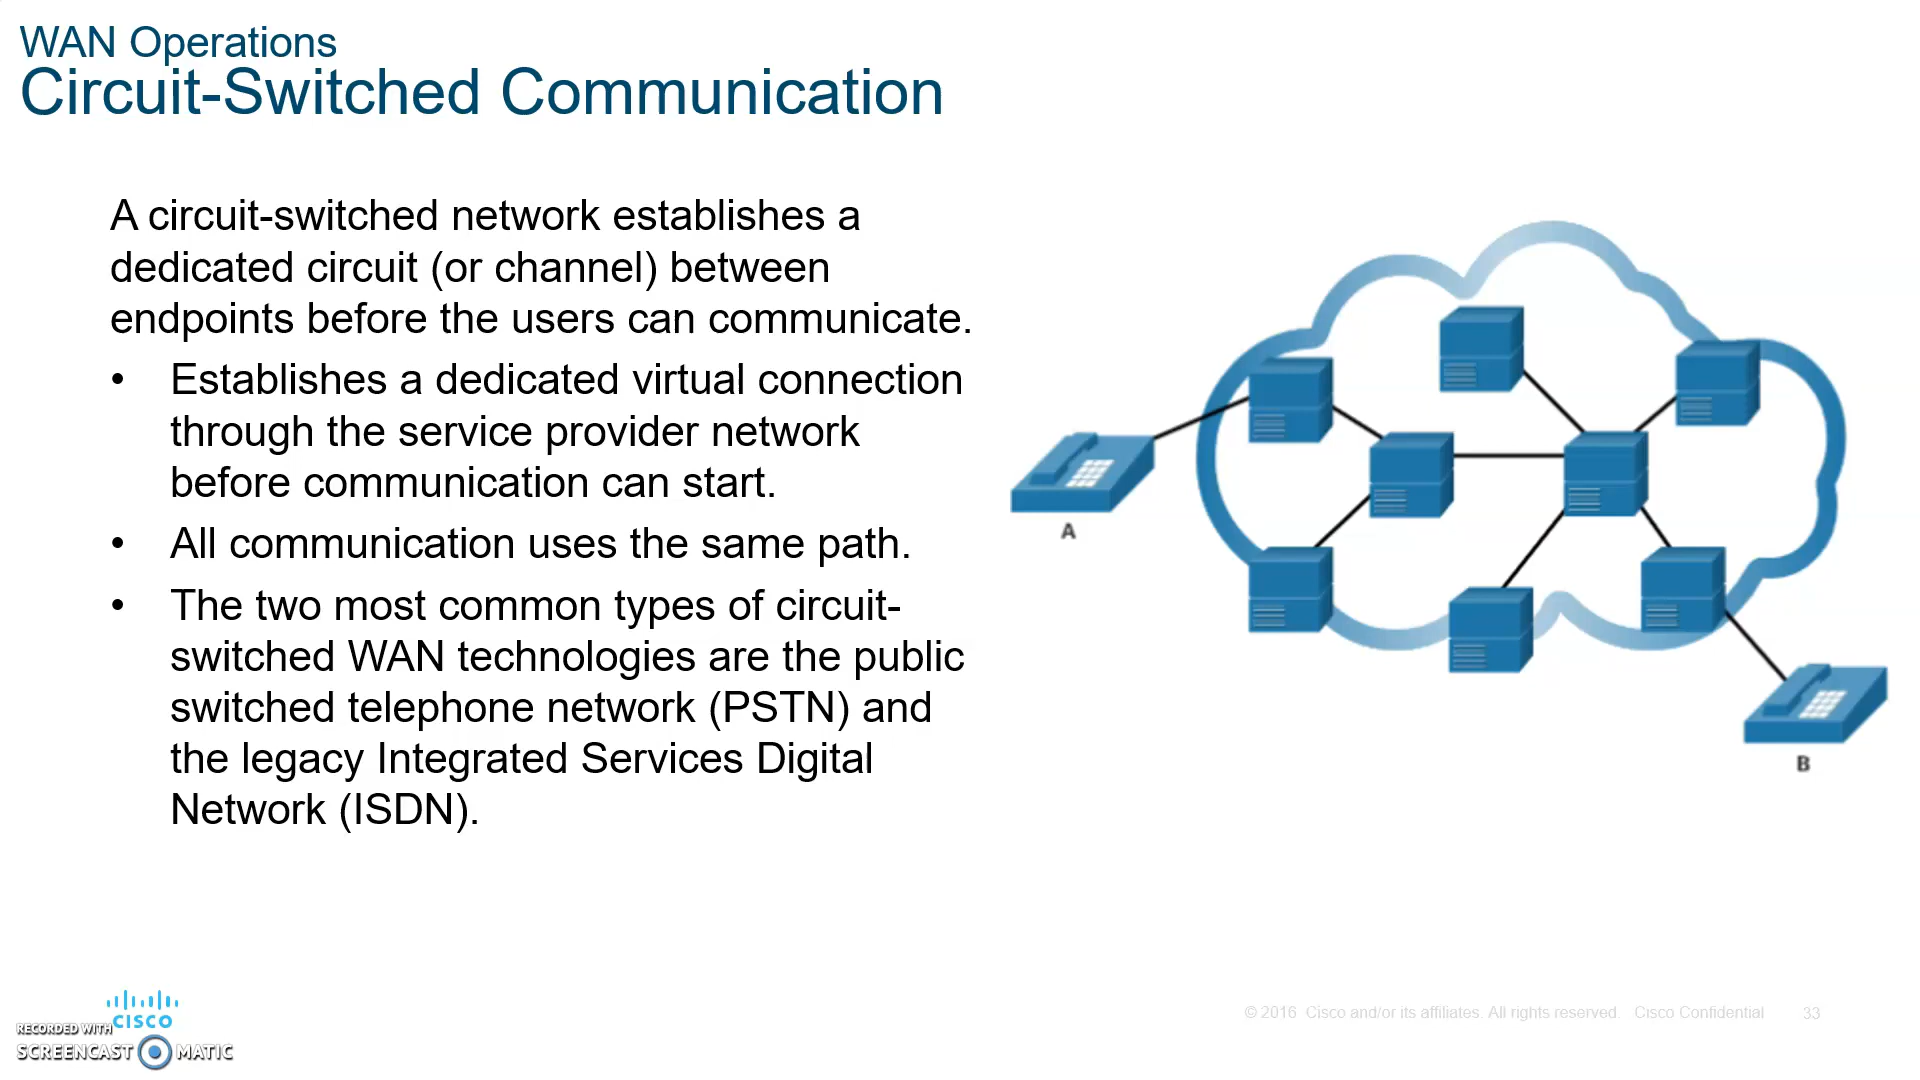 WAN Operations
Circuit-Switched Communication
A circuit-switched network establishes a
dedicated circuit (or channel) between
endpoints before the users can communicate.
• Establishes a dedicated virtual connection
through the service provider network
before communication can start.
• All communication uses the same path.
• The two most common types of circuit-
switched WAN technologies are the public
switched telephone network (PSTN) and
the legacy Integrated Services Digital
Network (ISDN).
A
B
CISCO
RECORDED WITH
SCREENCAST MATIC
© 2016 Cisco and/or its affiliates. All rights reserved. Cisco Confidential 33